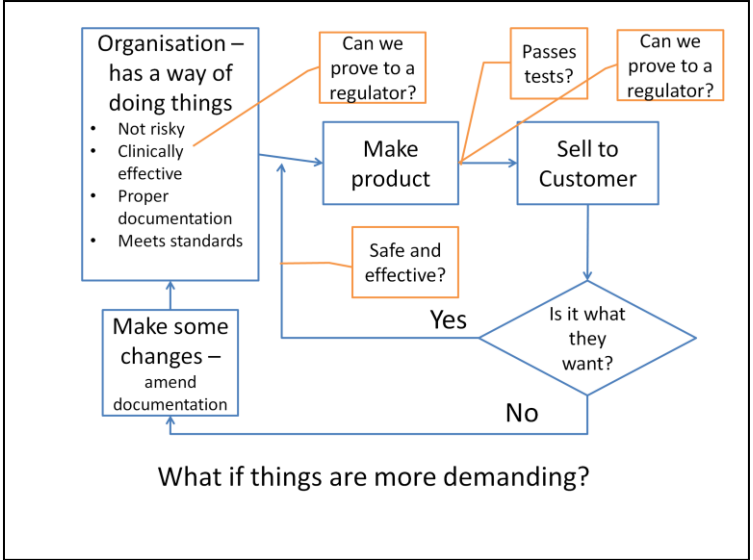 Organisation –
has a way of
doing things
• Not risky
• Clinically
effective
• Proper
documentation
• Meets standards
Can we
prove to a
regulator?
Passes
tests?
Can we
prove to a
regulator?
Make
product
Sell to
Customer
Safe and
effective?
Is it what
they
want?
Yes
No
Make some
changes –
amend
documentation
What if things are more demanding?